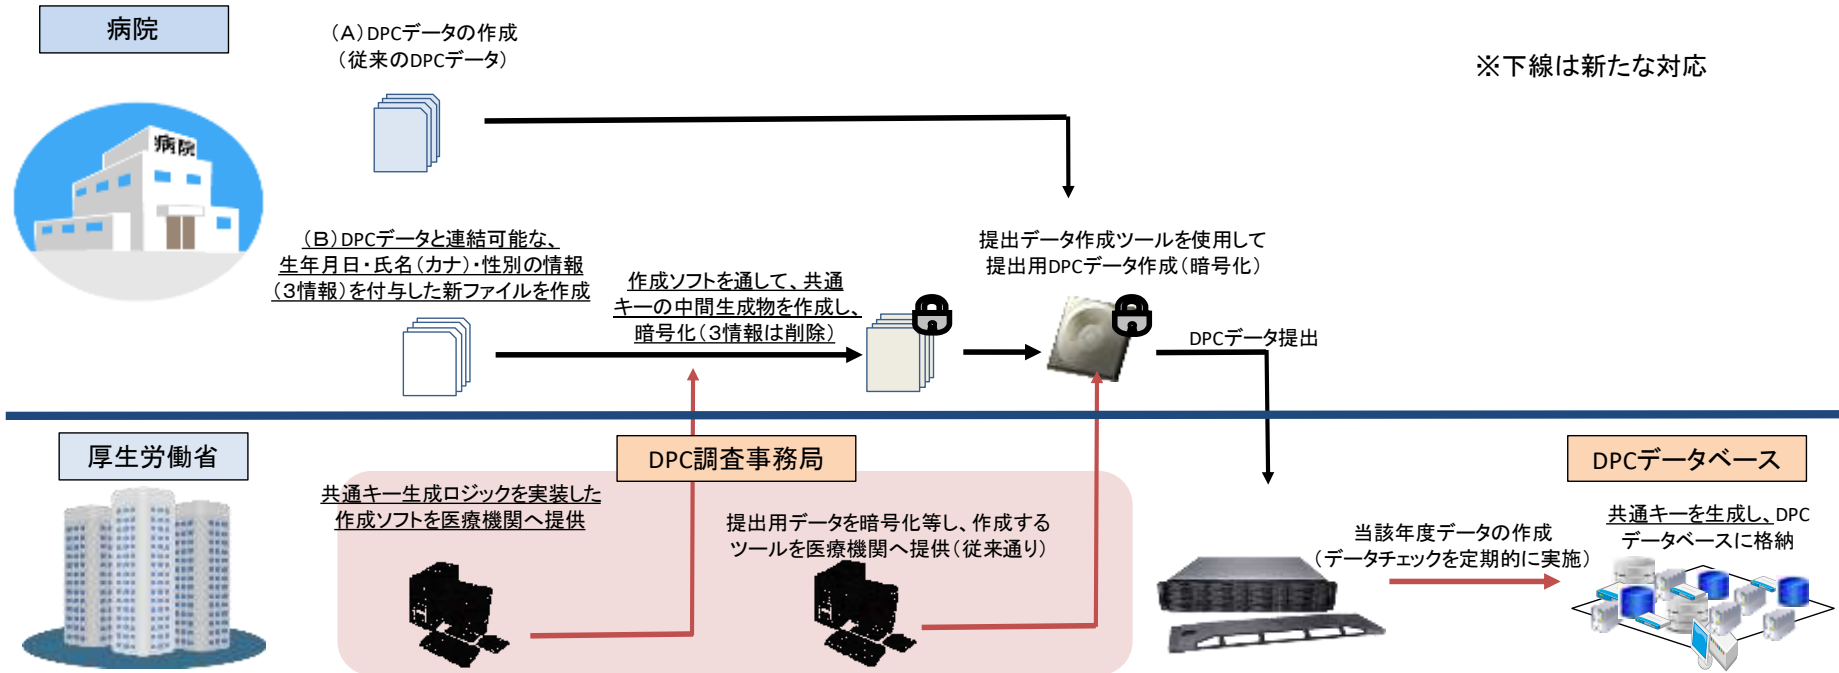 病院
(A)DPCデータの作成
(従来のDPCデータ)
※下線は新たな対応
病院
(B)DPCデータと連結可能な、
生年月日・氏名(カナ)・性別の情報
(3情報)を付与した新ファイルを作成
作成ソフトを通して、共通
キーの中間生成物を作成し、
暗号化(3情報は削除)
提出データ作成ツールを使用して
提出用DPCデータ作成(暗号化)
DPCデータ提出
厚生労働省
DPC調査事務局
DPCデータベース
共通キー生成ロジックを実装した
作成ソフトを医療機関へ提供
提出用データを暗号化等し、作成する
ツールを医療機関へ提供(従来通り)
当該年度データの作成
(データチェックを定期的に実施)
共通キーを生成し、DPC
データベースに格納